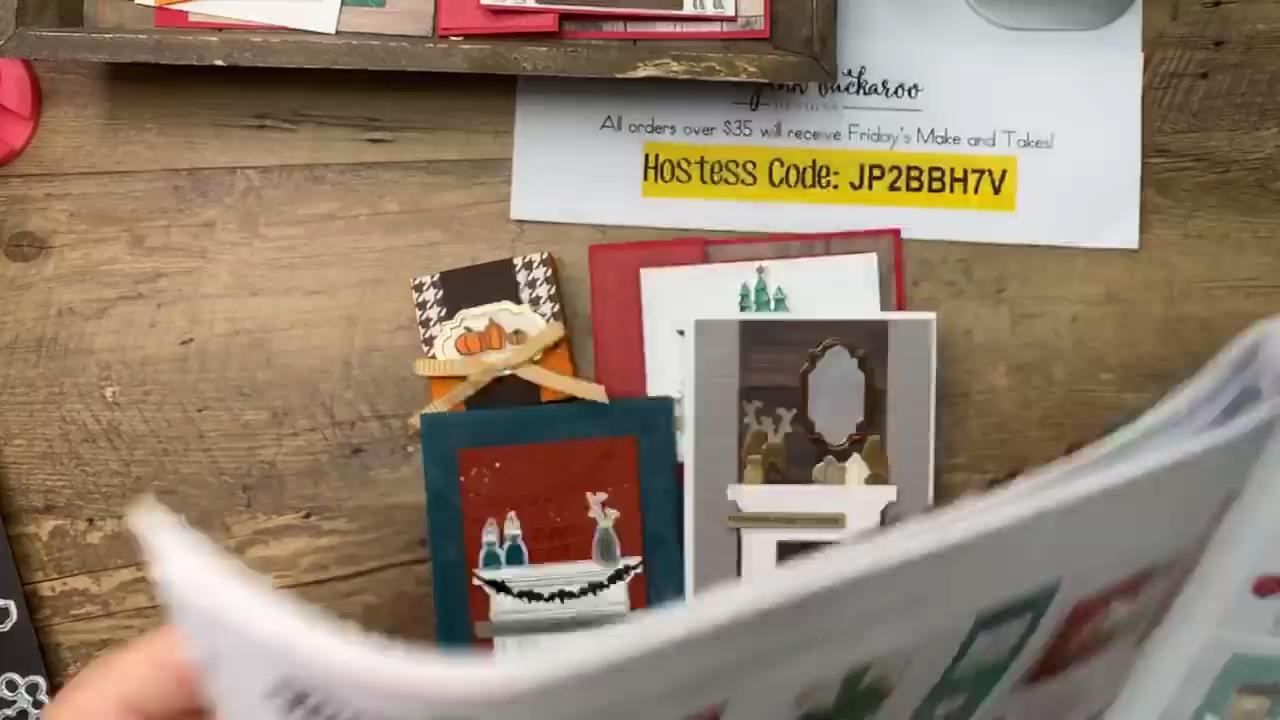 All orders over $35 will receive Friday's Make and Takes!
Hostess Code: JP2BBH7V